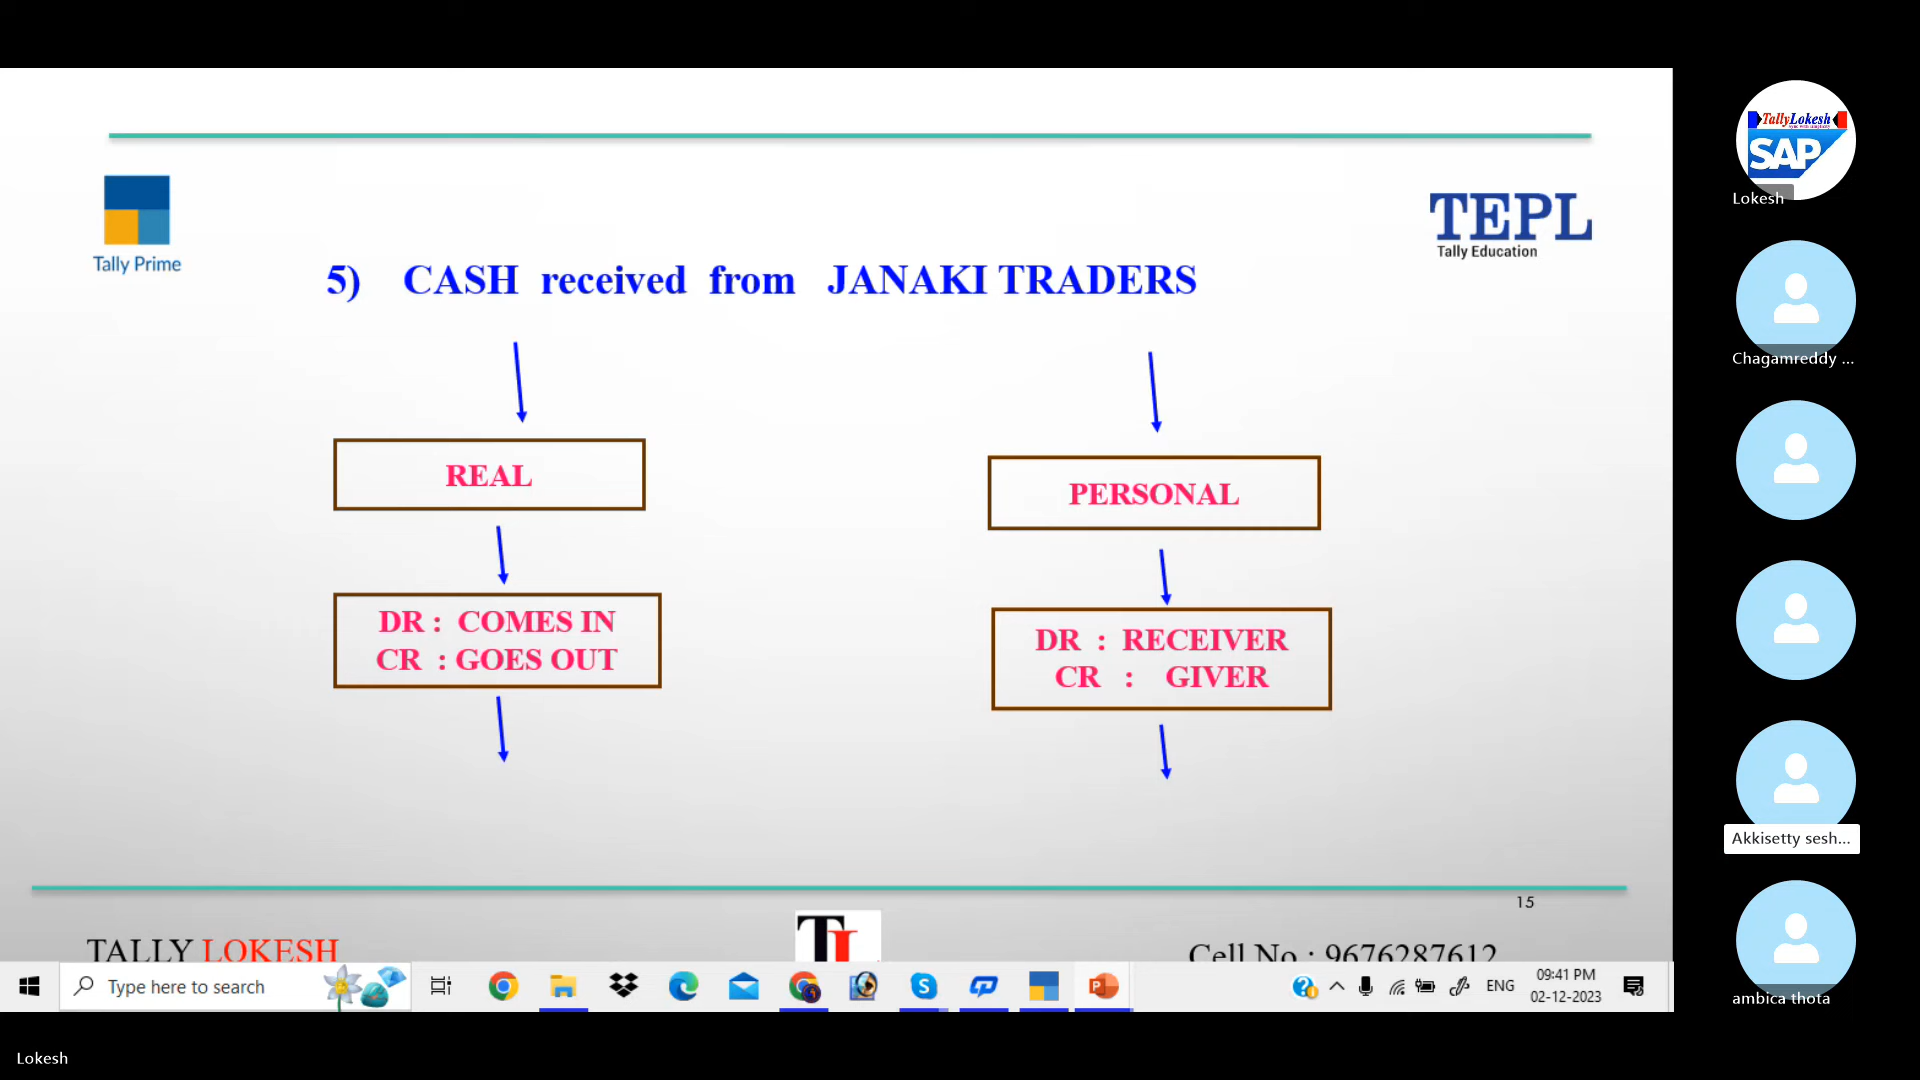 TallyLokesh
SAP
Lokesh
Tally Prime
TEPL
Tally Education
5) CASH received from JANAKI TRADERS
Chagamreddy ...
REAL
PERSONAL
DR : COMES IN
CR : GOES OUT
DR : RECEIVER
CR : GIVER
Akkisetty sesh...
15
TALLY LOKESH
Cell No : 9676287612
Type here to search
ENG
09:41 PM
02-12-2023
ambica thota
Lokesh